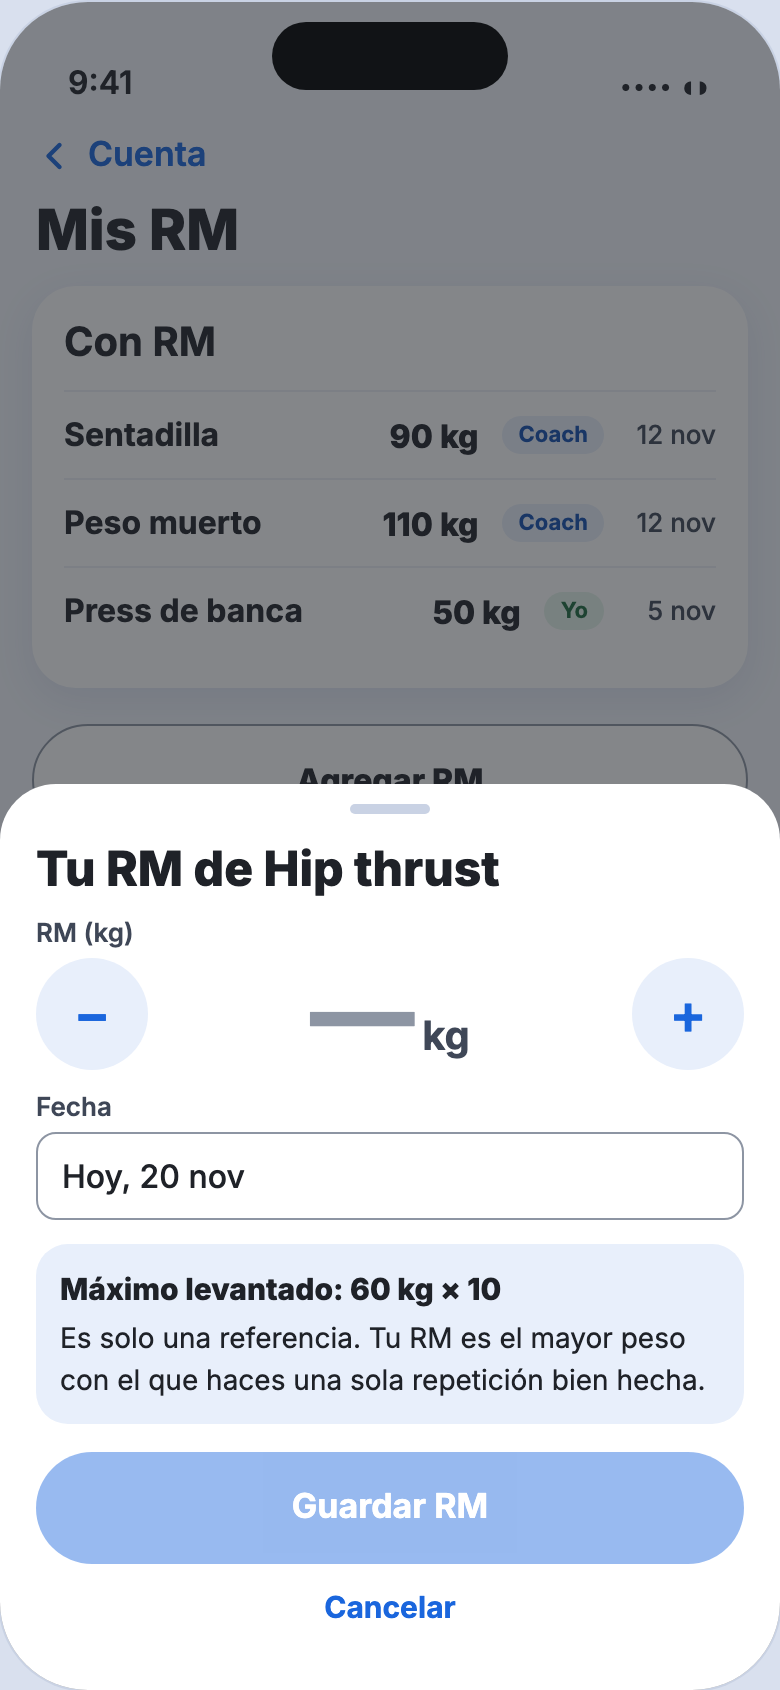 9:41
Cuenta
Mis RM
Con RM
Sentadilla 90 kg Coach 12 nov
Peso muerto 110 kg Coach 12 nov
Press de banca 50 kg Yo 5 nov
Agregar RM
Tu RM de Hip thrust
RM (kg)
− — kg +
Fecha
Hoy, 20 nov
Máximo levantado: 60 kg × 10
Es solo una referencia. Tu RM es el mayor peso
con el que haces una sola repetición bien hecha.
Guardar RM
Cancelar